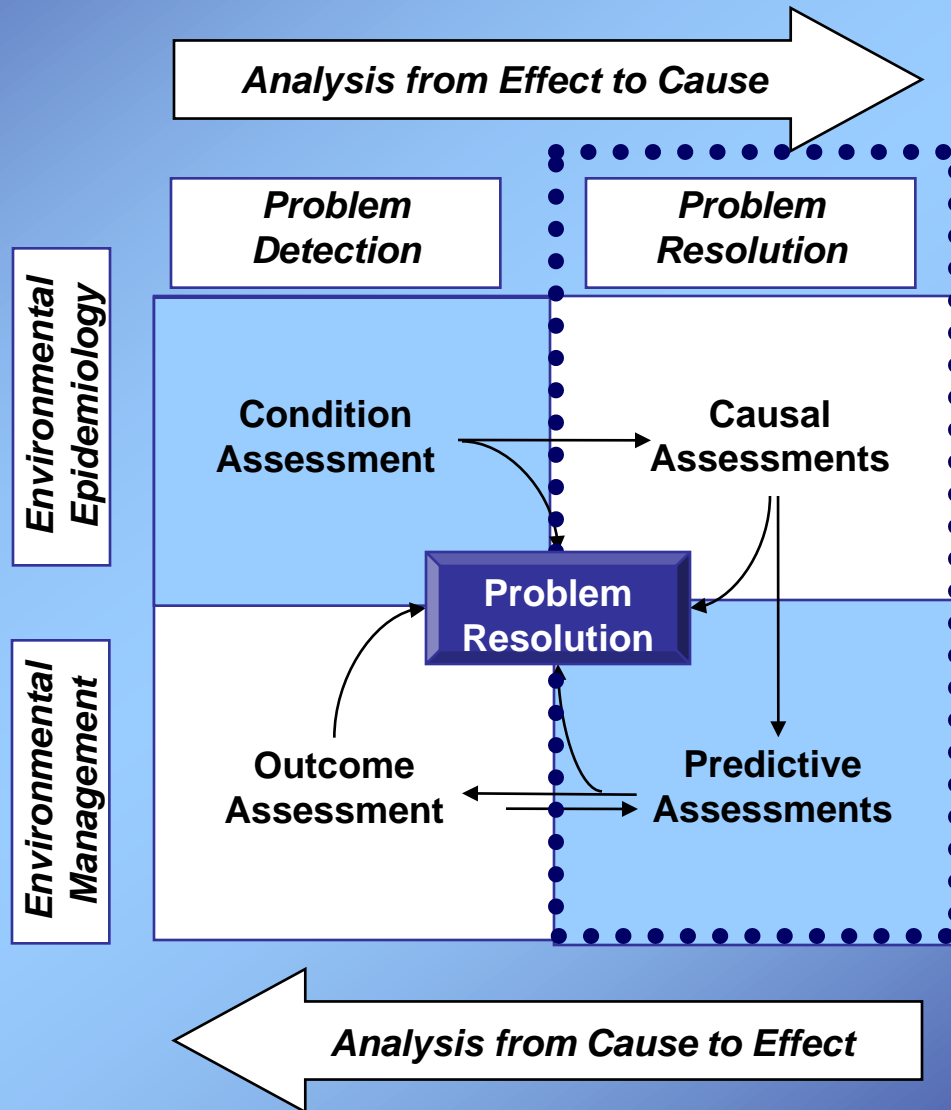 Analysis from Effect to Cause
Problem
Detection
Problem
Resolution
Environmental
Epidemiology
Condition
Assessment
Causal
Assessments
Problem
Resolution
Environmental
Management
Outcome
Assessment
Predictive
Assessments
Analysis from Cause to Effect